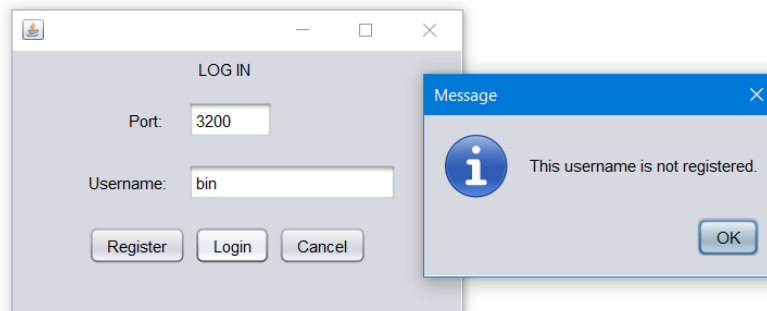 LOG IN
Port: 3200
Username: bin
Register Login Cancel
Message
This username is not registered.
OK